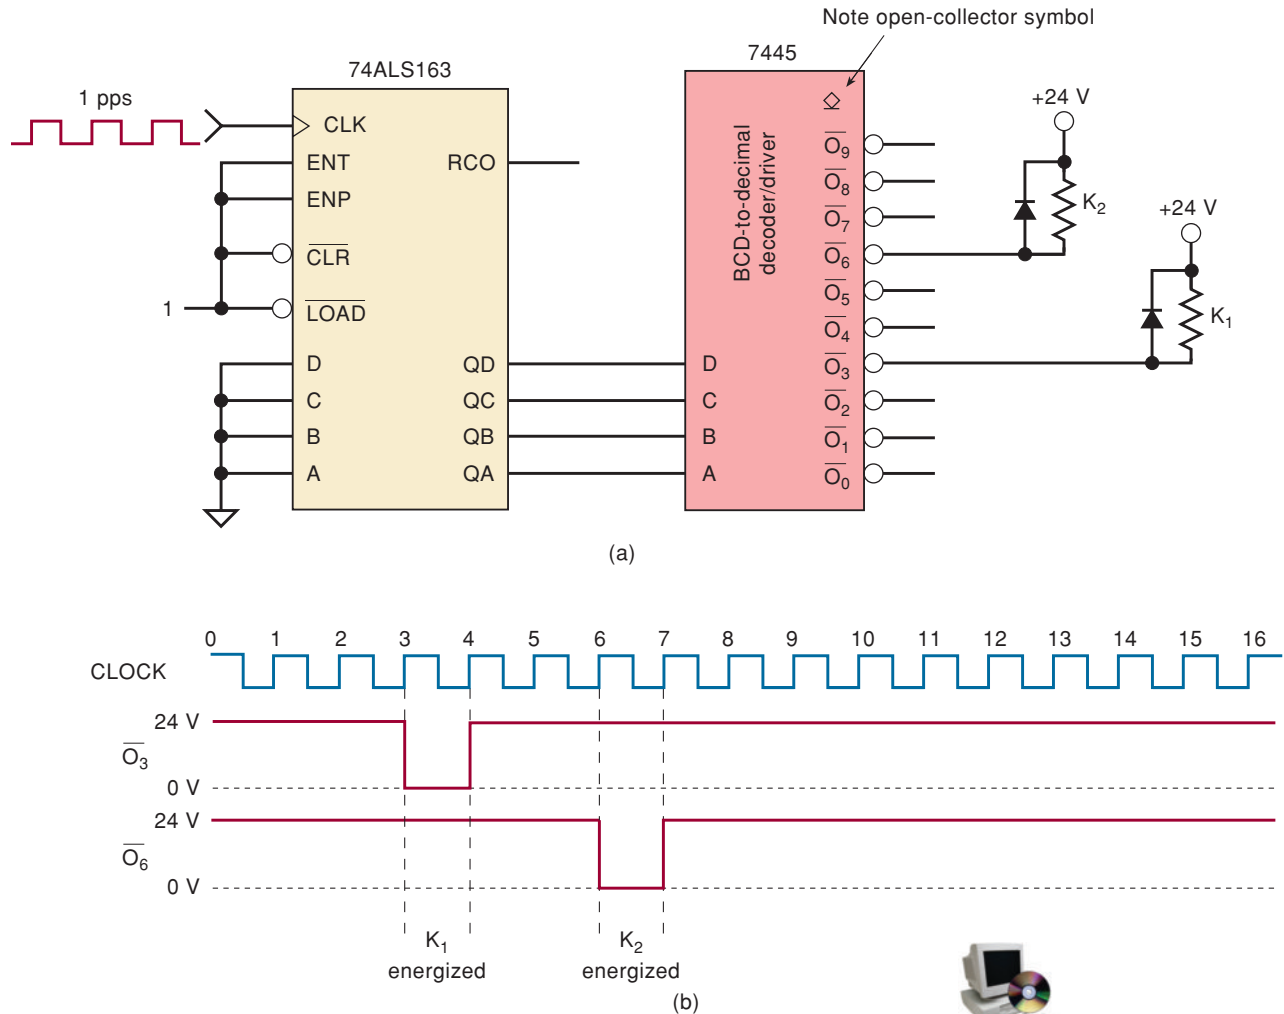 Note open-collector symbol
7445
74ALS163
1 pps
+24 V
CLK
ENT
RCO
ENP
CLR
1
LOAD
D
QD
C
QC
B
QB
A
QA
BCD-to-decimal
decoder/driver
D
C
B
A
O9
O8
O7
O6
O5
O4
O3
O2
O1
O0
K2
+24 V
K1
(a)
0 1 2 3 4 5 6 7 8 9 10 11 12 13 14 15 16
CLOCK
24 V
O3
0 V
24 V
O6
0 V
K1
energized
K2
energized
(b)